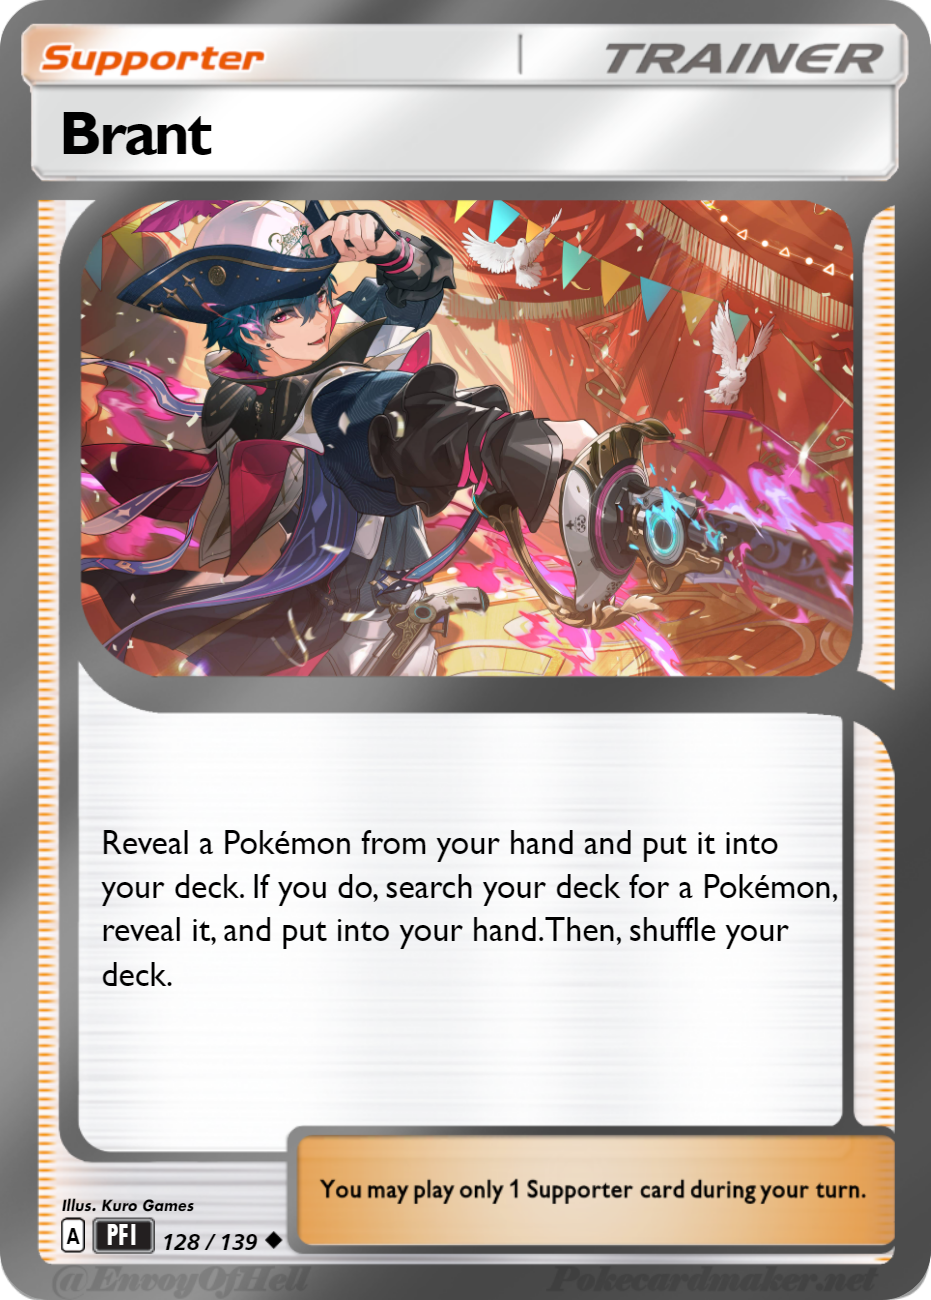 Supporter | TRAINER
Brant
Reveal a Pokémon from your hand and put it into
your deck. If you do, search your deck for a Pokémon,
reveal it, and put into your hand.Then, shuffle your
deck.
You may play only 1 Supporter card during your turn.
Illus. Kuro Games
A PFI 128 / 139 ◆
@EnvoyOfHell Pokecardmaker.net